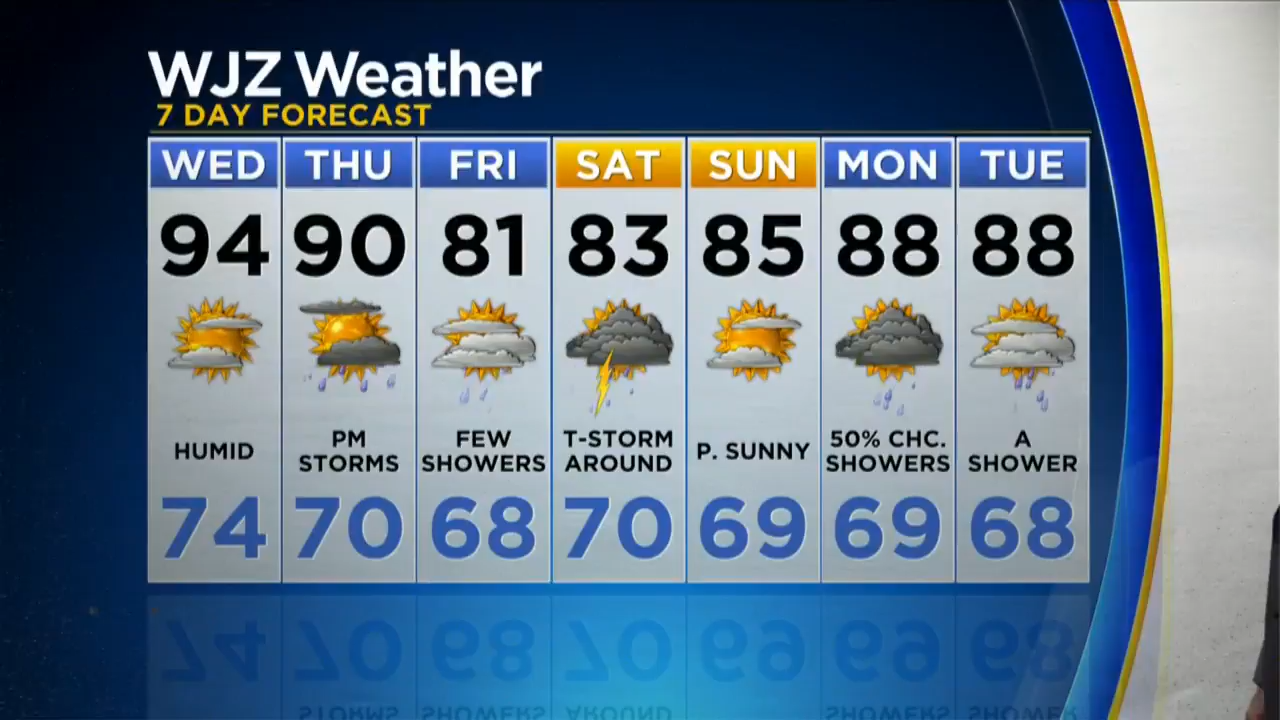 WJZ Weather
7 DAY FORECAST
WED THU FRI SAT SUN MON TUE
94 90 81 83 85 88 88
HUMID
PM
STORMS
FEW
SHOWERS
T-STORM
AROUND
P. SUNNY
50% CHC.
SHOWERS
A
SHOWER
74 70 68 70 69 69 68